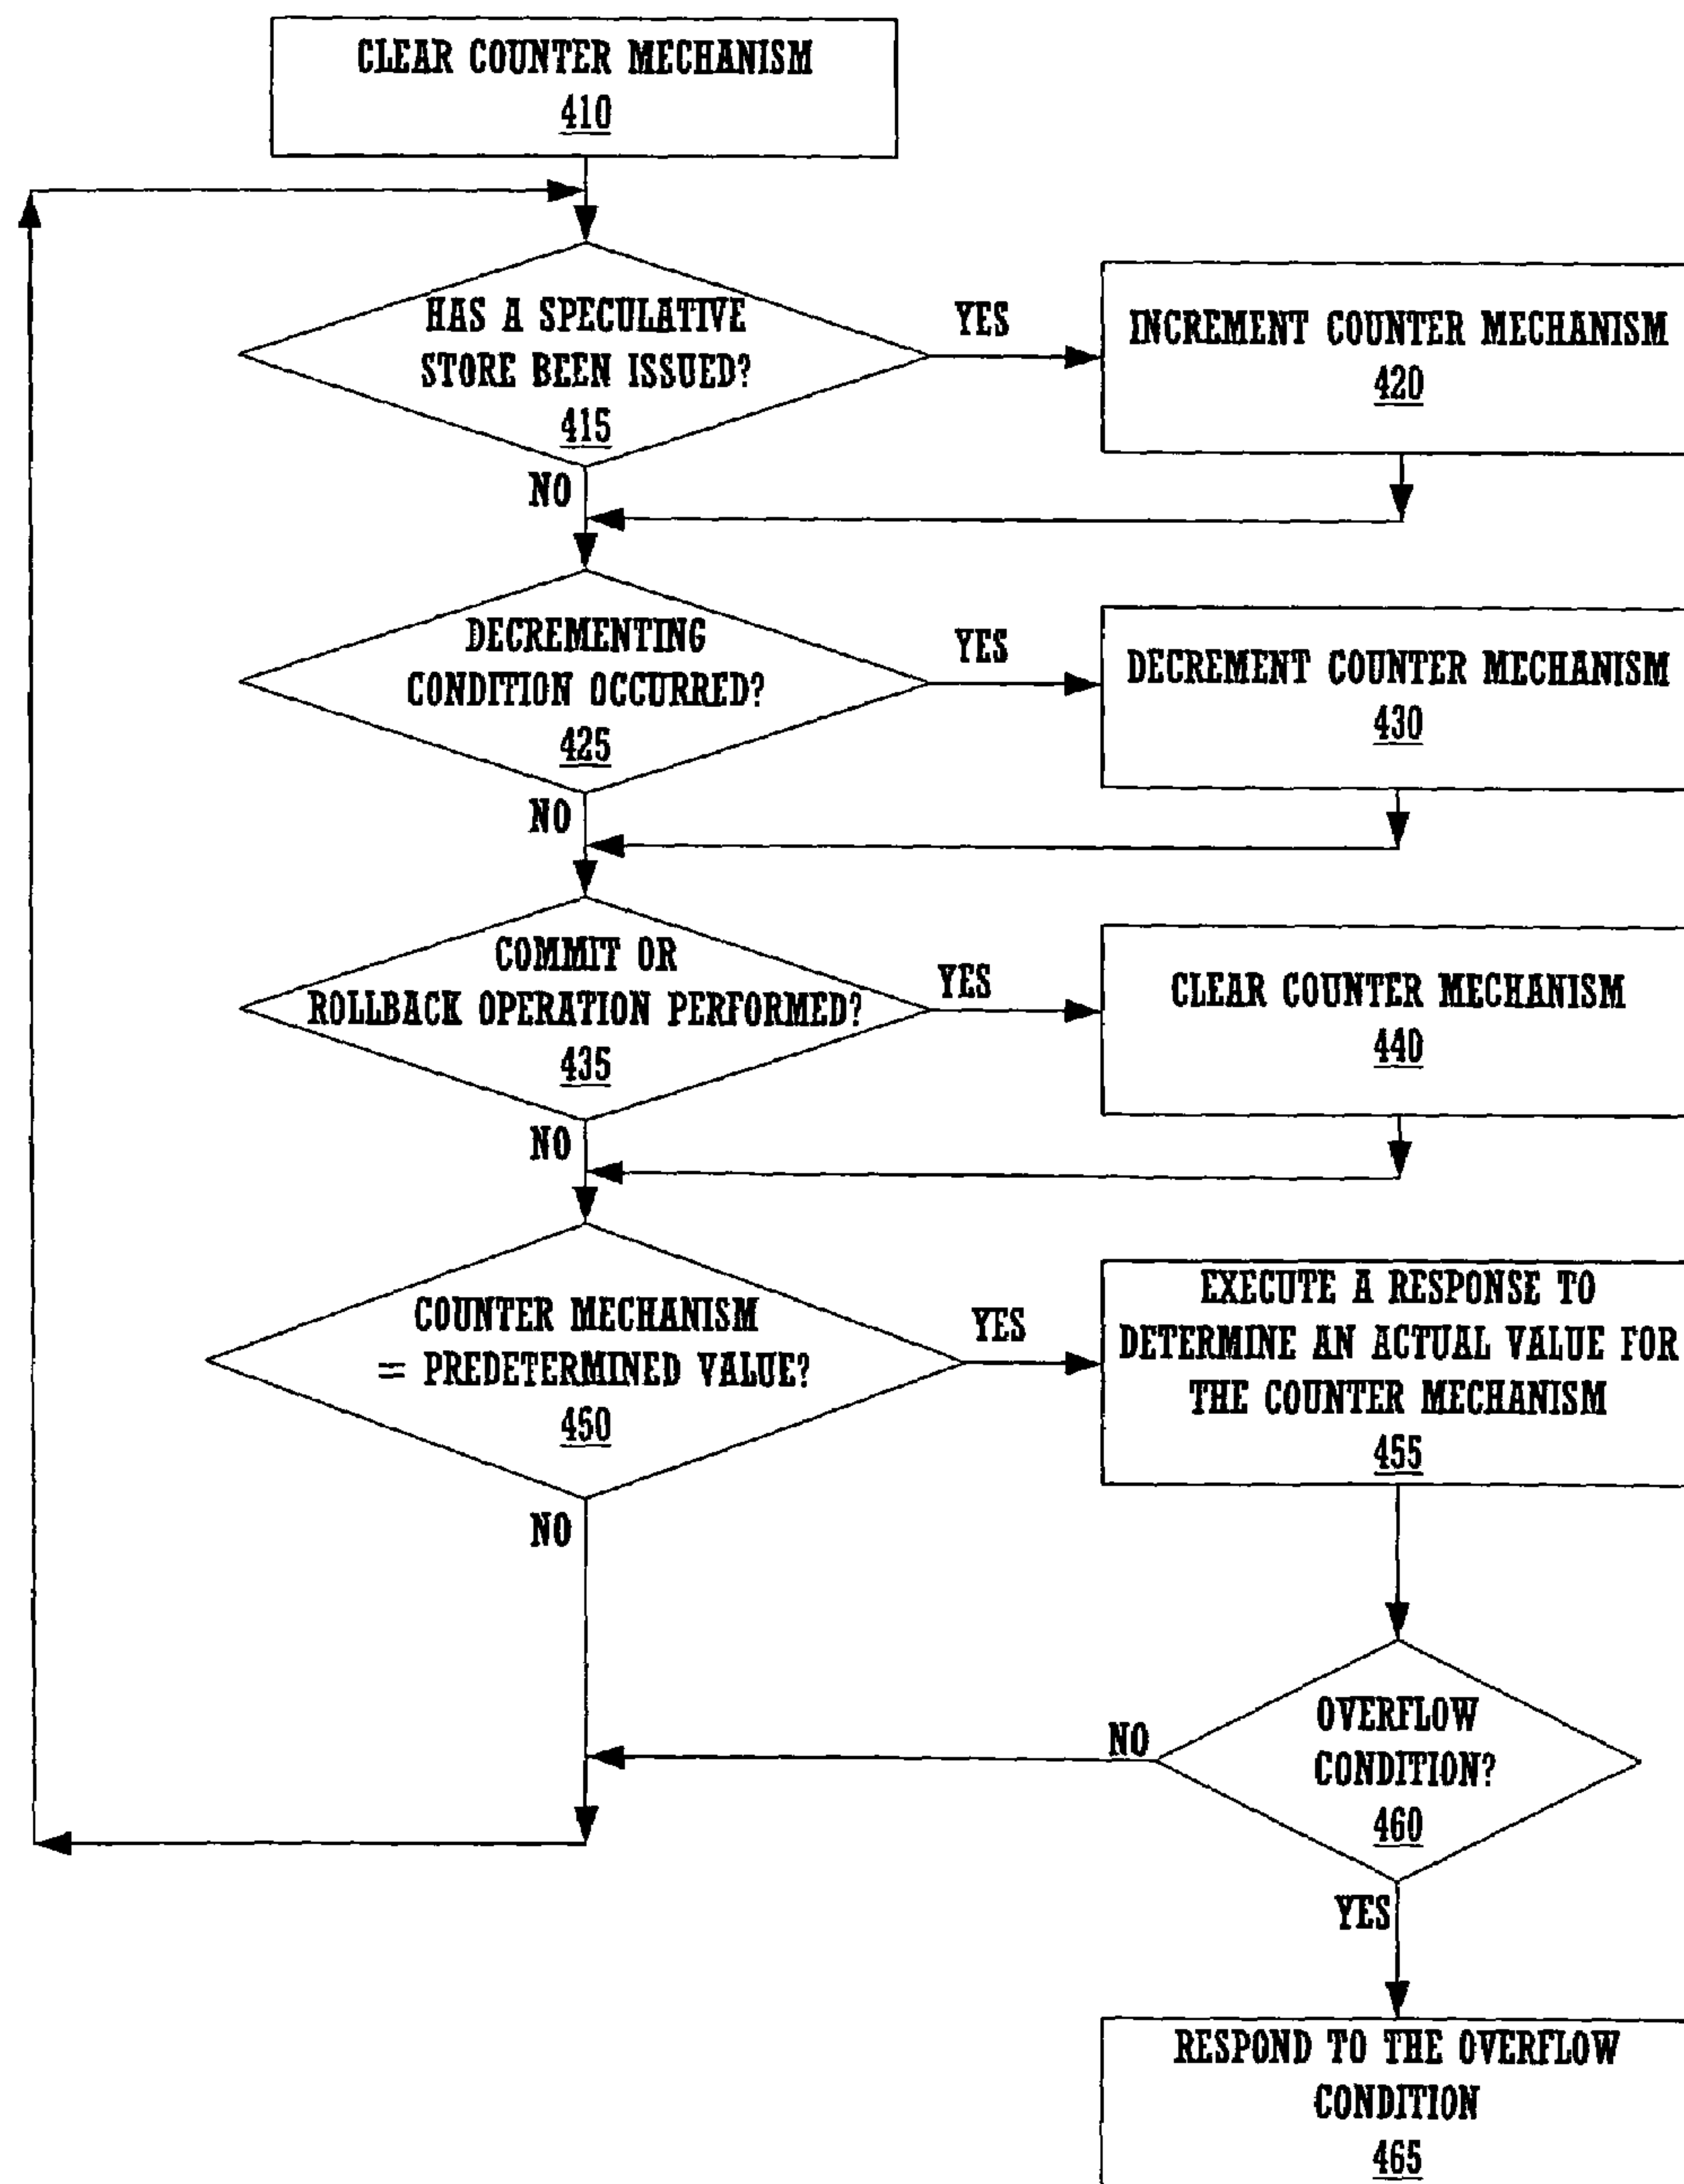 CLEAR COUNTER MECHANISM
410
HAS A SPECULATIVE
STORE BEEN ISSUED?
415
YES
INCREMENT COUNTER MECHANISM
420
NO
DECREMENTING
CONDITION OCCURRED?
425
YES
DECREMENT COUNTER MECHANISM
430
NO
COMMIT OR
ROLLBACK OPERATION PERFORMED?
435
YES
CLEAR COUNTER MECHANISM
440
NO
COUNTER MECHANISM
= PREDETERMINED VALUE?
450
YES
EXECUTE A RESPONSE TO
DETERMINE AN ACTUAL VALUE FOR
THE COUNTER MECHANISM
455
NO
OVERFLOW
CONDITION?
460
NO
YES
RESPOND TO THE OVERFLOW
CONDITION
465